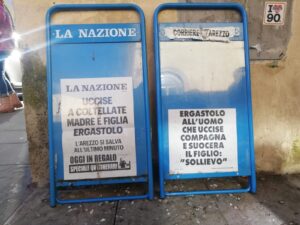 LA NAZIONE
LA NAZIONE
UCCISE
A COLTELLATE
MADRE E FIGLIA
ERGASTOLO
L'AREZZO SI SALVA
ALL'ULTIMO MINUTO
OGGI IN REGALO
SPECIALE
CORRIERE AREZZO
ERGASTOLO
ALL'UOMO
CHE UCCISE
COMPAGNA
E SUOCERA
IL FIGLIO:
"SOLLIEVO"
I
90